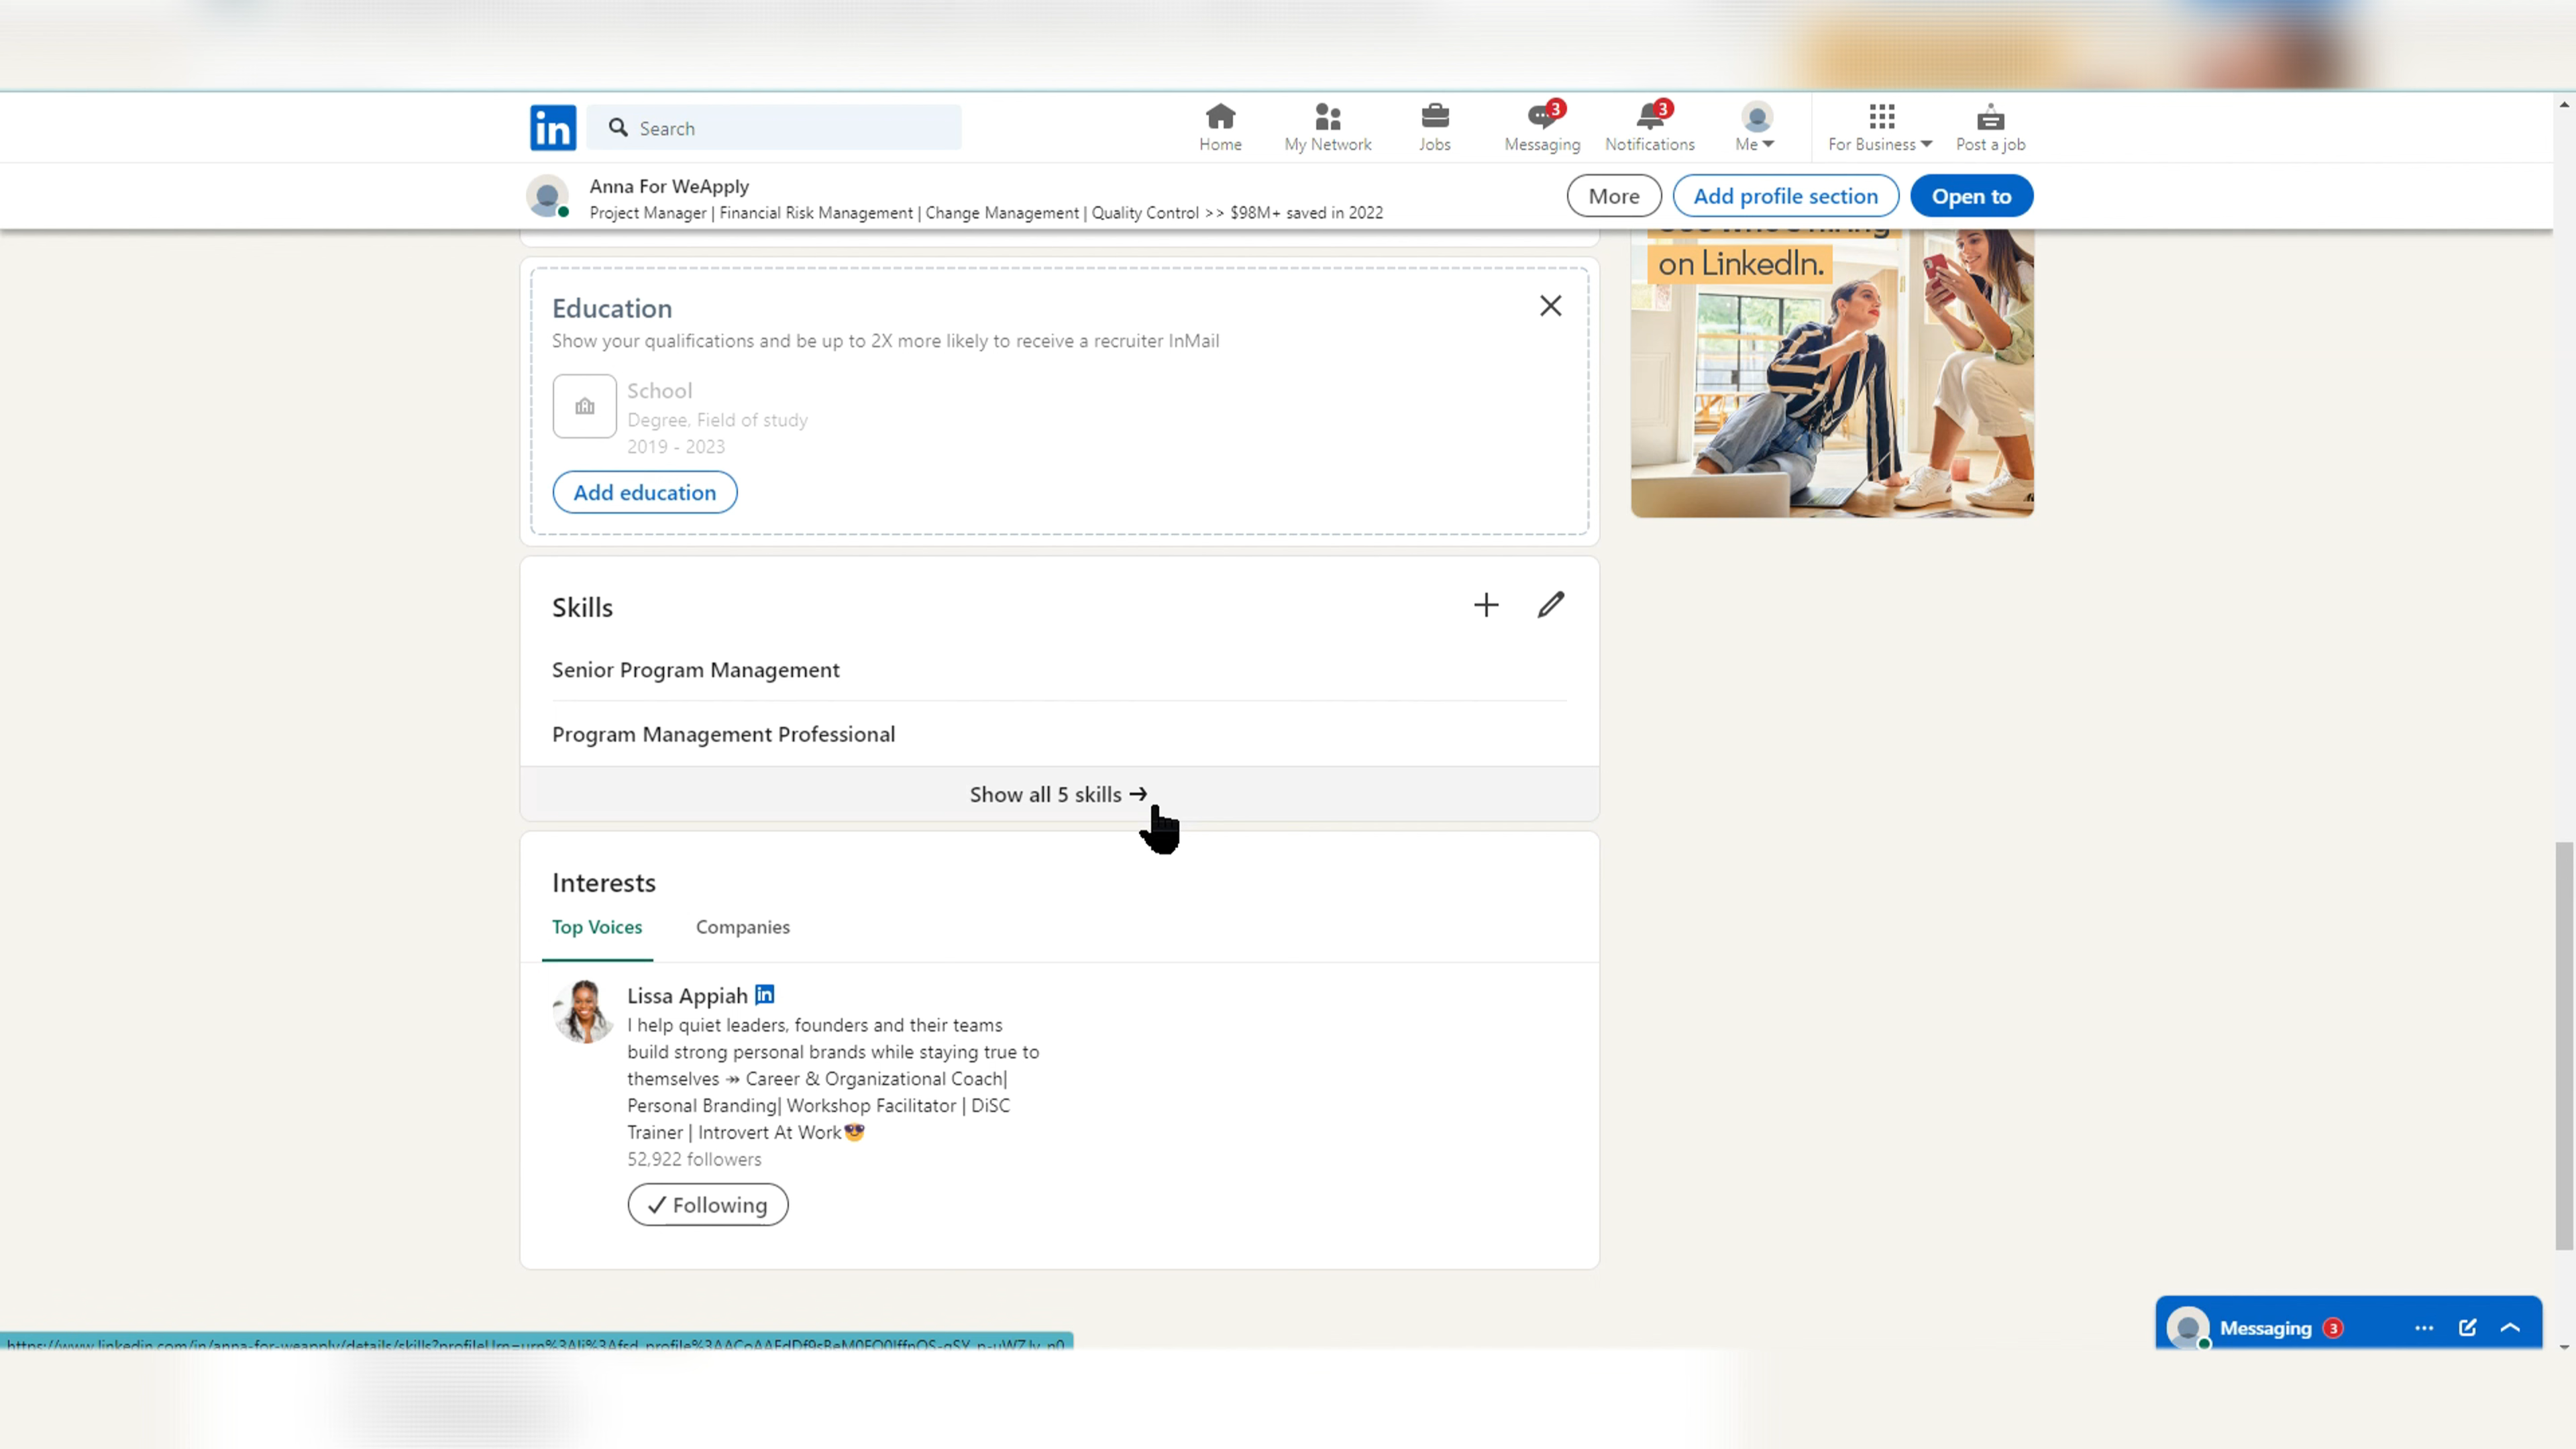 in
Search
Home
My Network
Jobs
3
Messaging
3
Notifications
Me
For Business
Post a job
Anna For WeApply
Project Manager | Financial Risk Management | Change Management | Quality Control >> $98M+ saved in 2022
More
Add profile section
Open to
on LinkedIn.
Education
Show your qualifications and be up to 2X more likely to receive a recruiter InMail
School
Degree, Field of study
2019 - 2023
Add education
Skills
Senior Program Management
Program Management Professional
Show all 5 skills →
Interests
Top Voices
Companies
Lissa Appiah in
I help quiet leaders, founders and their teams
build strong personal brands while staying true to
themselves ↠ Career & Organizational Coach|
Personal Branding| Workshop Facilitator | DiSC
Trainer | Introvert At Work😎
52,922 followers
✓ Following
Messaging 3